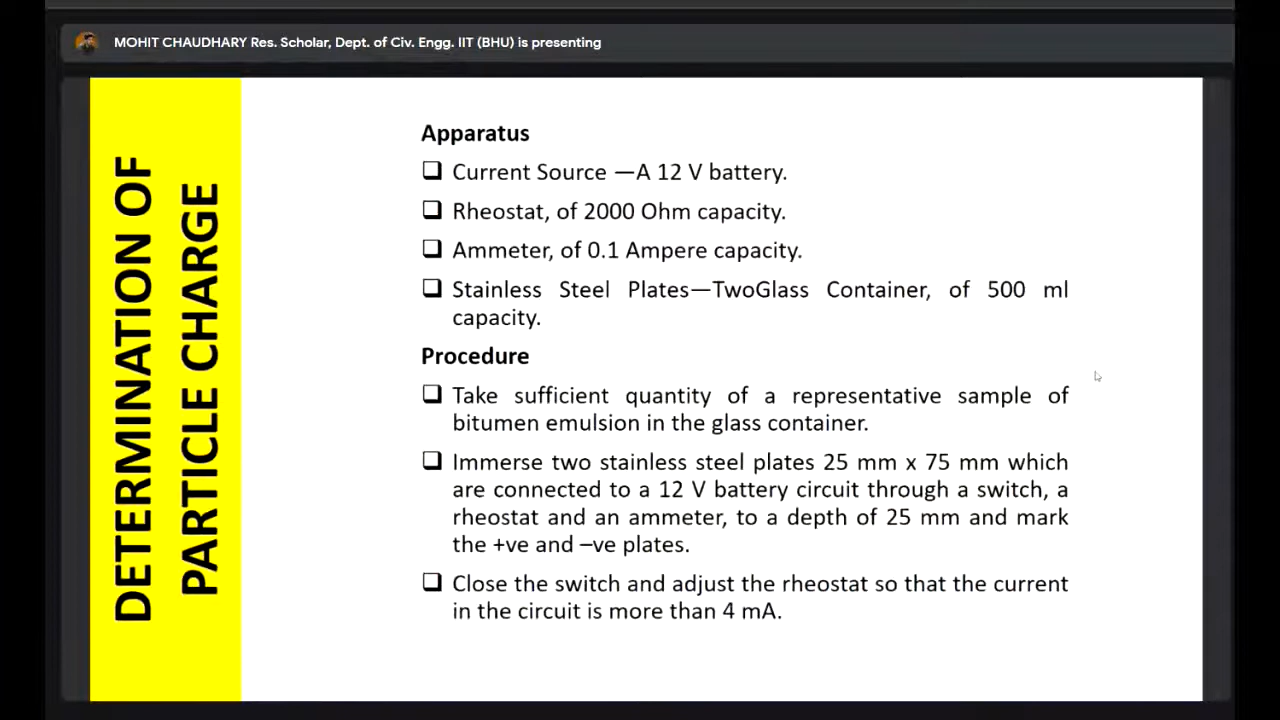 MOHIT CHAUDHARY Res. Scholar, Dept. of Civ. Engg. IIT (BHU) is presenting
DETERMINATION OF
PARTICLE CHARGE
Apparatus
❑ Current Source —A 12 V battery.
❑ Rheostat, of 2000 Ohm capacity.
❑ Ammeter, of 0.1 Ampere capacity.
❑ Stainless Steel Plates—TwoGlass Container, of 500 ml
capacity.
Procedure
❑ Take sufficient quantity of a representative sample of
bitumen emulsion in the glass container.
❑ Immerse two stainless steel plates 25 mm x 75 mm which
are connected to a 12 V battery circuit through a switch, a
rheostat and an ammeter, to a depth of 25 mm and mark
the +ve and –ve plates.
❑ Close the switch and adjust the rheostat so that the current
in the circuit is more than 4 mA.